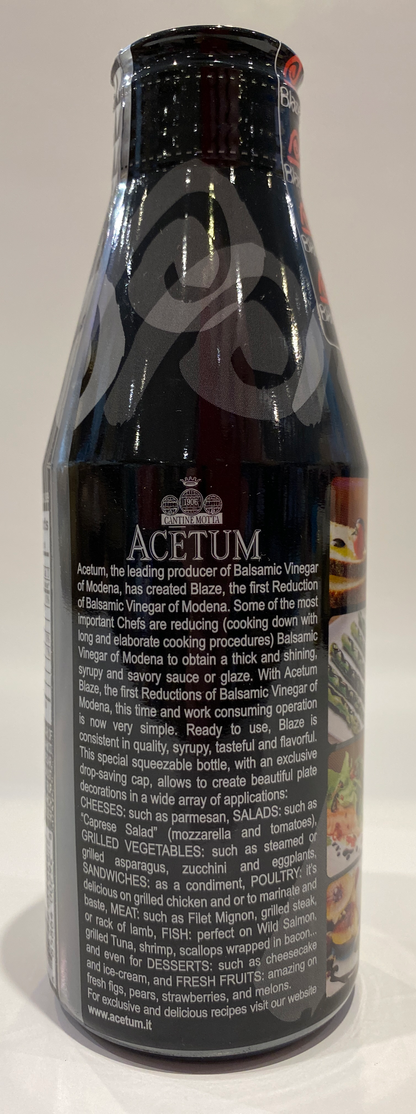 Blaze
1906
CANTINE MOTTA
ACETUM
Acetum, the leading producer of Balsamic Vinegar
of Modena, has created Blaze, the first Reduction
of Balsamic Vinegar of Modena. Some of the most
important Chefs are reducing (cooking down with
long and elaborate cooking procedures) Balsamic
Vinegar of Modena to obtain a thick and shining,
syrupy and savory sauce or glaze. With Acetum
Blaze, the first Reductions of Balsamic Vinegar of
Modena, this time and work consuming operation
is now very simple. Ready to use, Blaze is
consistent in quality, syrupy, tasteful and flavorful.
This special squeezable bottle, with an exclusive
drop-saving cap, allows to create beautiful plate
decorations in a wide array of applications:
CHEESES: such as parmesan, SALADS: such as
"Caprese Salad" (mozzarella and tomatoes),
GRILLED VEGETABLES: such as steamed or
grilled asparagus, zucchini and eggplants,
SANDWICHES: as a condiment, POULTRY: it's
delicious on grilled chicken and or to marinate and
baste, MEAT: such as Filet Mignon, grilled steak,
or rack of lamb, FISH: perfect on Wild Salmon,
grilled Tuna, shrimp, scallops wrapped in bacon...
and even for DESSERTS: such as cheesecake
and ice-cream, and FRESH FRUITS: amazing on
fresh figs, pears, strawberries, and melons.
For exclusive and delicious recipes visit our website
www.acetum.it